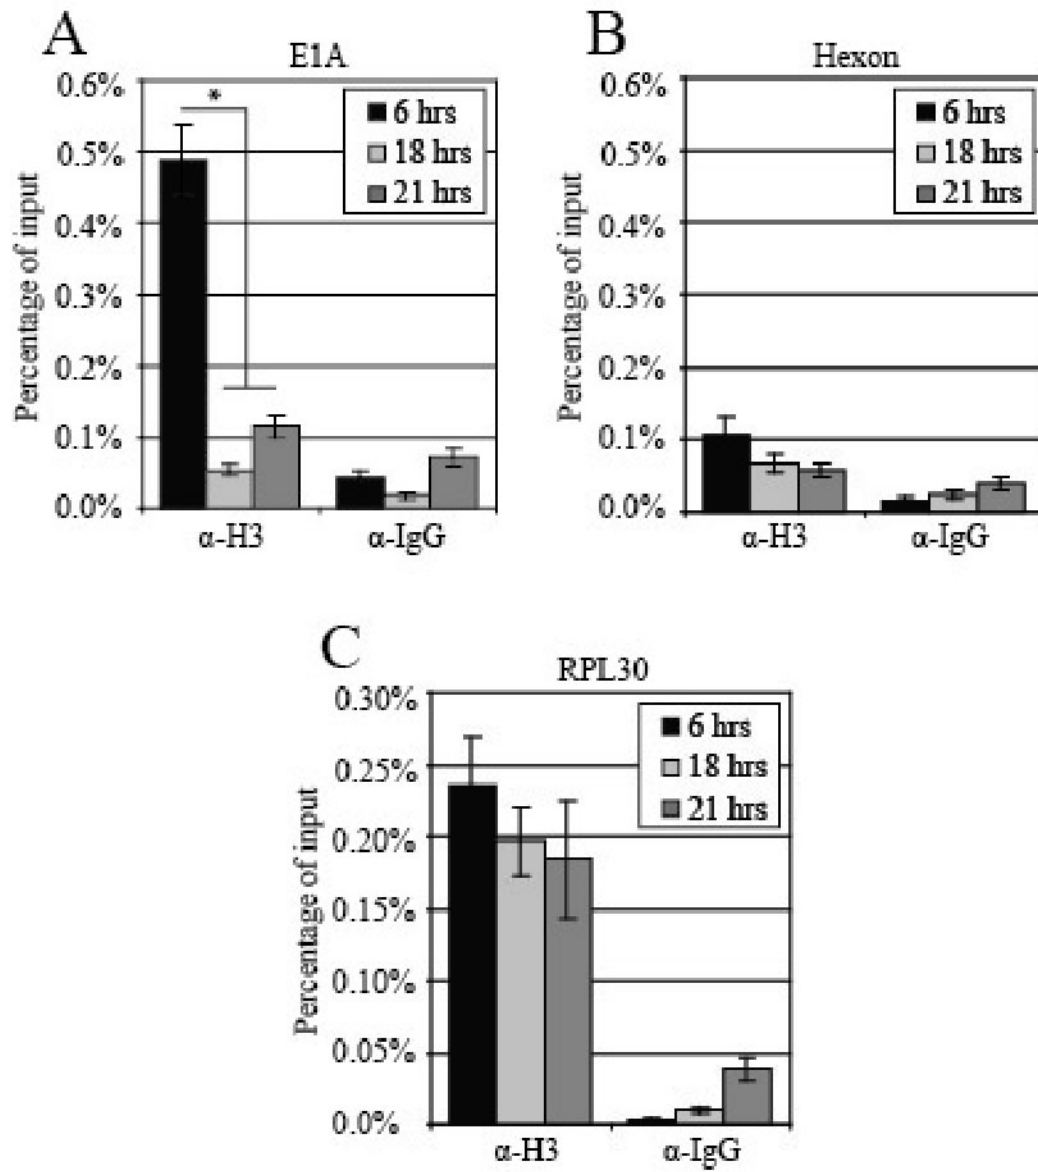 A
E1A
Percentage of input
0.6%
0.5%
0.4%
0.3%
0.2%
0.1%
0.0%
*
6 hrs
18 hrs
21 hrs
α-H3
α-IgG
B
Hexon
Percentage of input
0.6%
0.5%
0.4%
0.3%
0.2%
0.1%
0.0%
6 hrs
18 hrs
21 hrs
α-H3
α-IgG
C
RPL30
Percentage of input
0.30%
0.25%
0.20%
0.15%
0.10%
0.05%
0.0%
6 hrs
18 hrs
21 hrs
α-H3
α-IgG